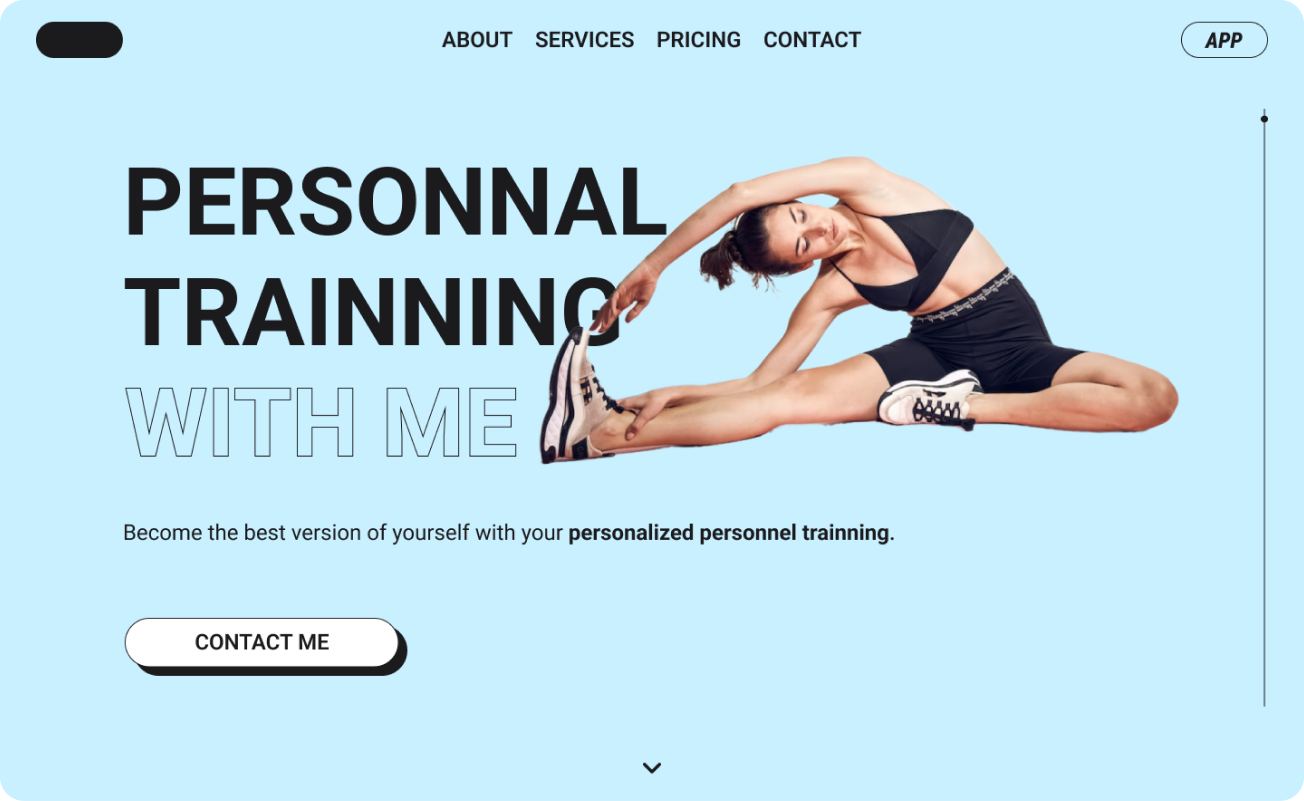 ABOUT SERVICES PRICING CONTACT APP
PERSONNAL
TRAINNING
WITH ME
Become the best version of yourself with your personalized personnel trainning.
CONTACT ME